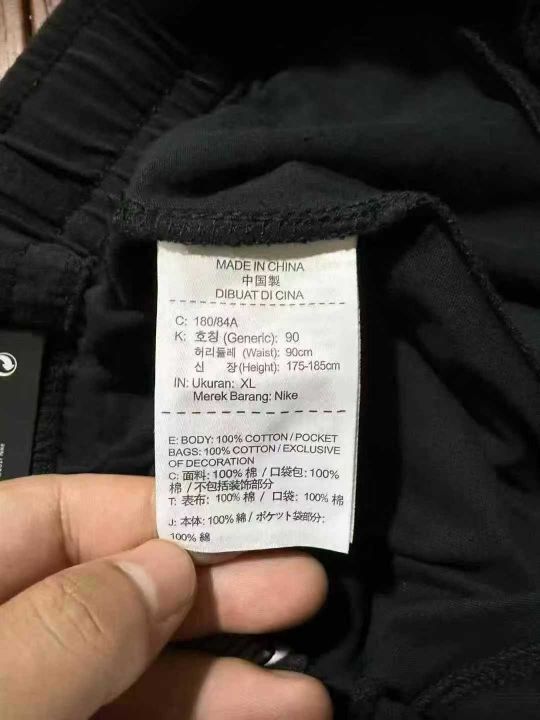 MADE IN CHINA
中国製
DIBUAT DI CINA
C: 180/84A
K: 호칭 (Generic): 90
허리둘레 (Waist): 90cm
신 장(Height): 175-185cm
IN: Ukuran: XL
Merek Barang: Nike
E: BODY: 100% COTTON / POCKET
BAGS: 100% COTTON / EXCLUSIVE
OF DECORATION
C: 面料: 100% 棉 / 口袋包: 100%
棉 / 不包括装饰部分
T: 表布: 100% 棉 / 口袋: 100% 棉
J: 本体: 100% 綿 / ポケット袋部分:
100% 綿